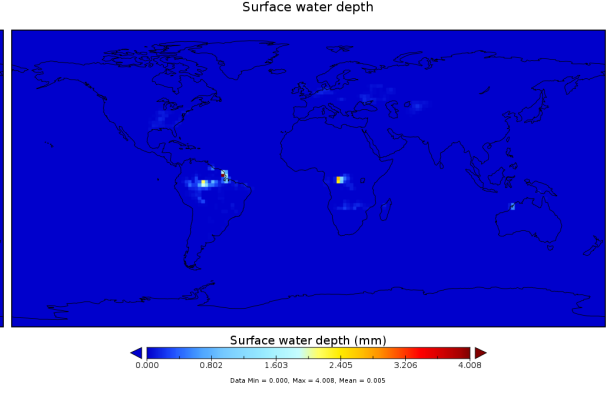 Surface water depth
Surface water depth (mm)
0.000 0.802 1.603 2.405 3.206 4.008
Data Min = 0.000, Max = 4.008, Mean = 0.005